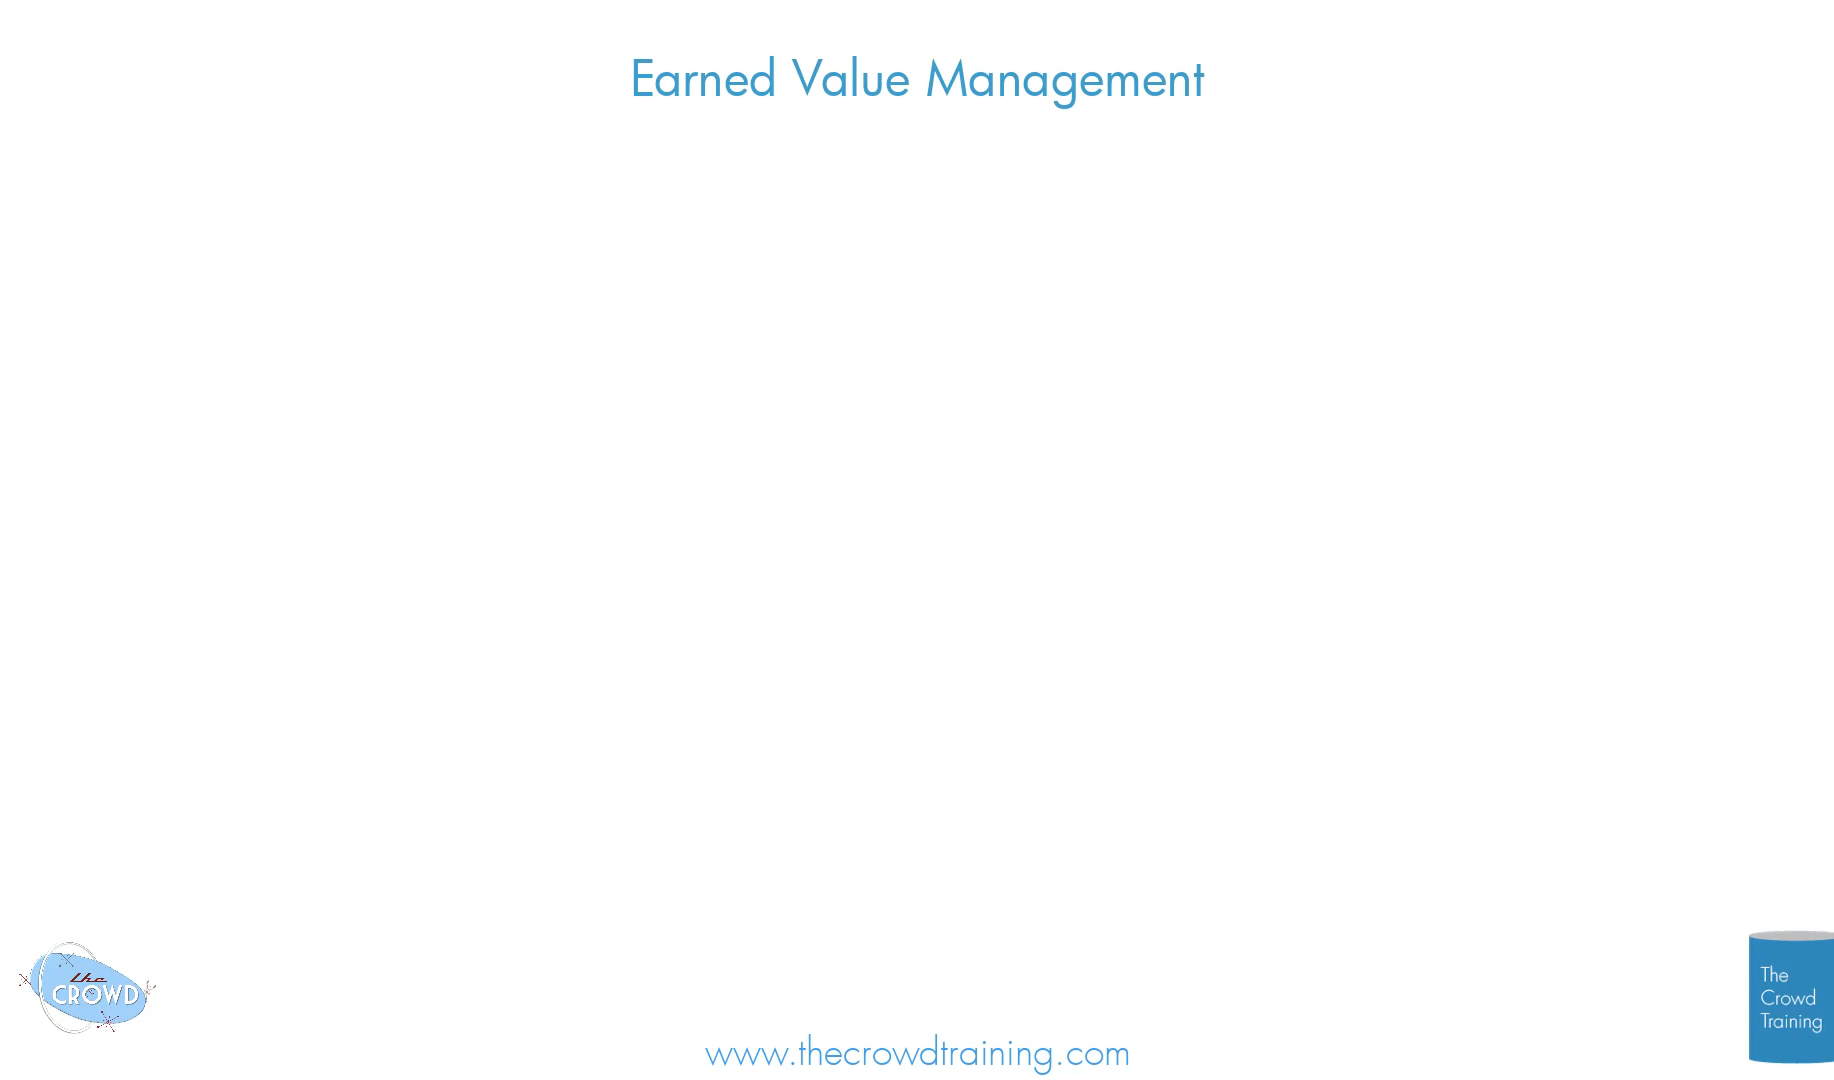 Earned Value Management
the
CROWD
The
Crowd
Training
www.thecrowdtraining.com